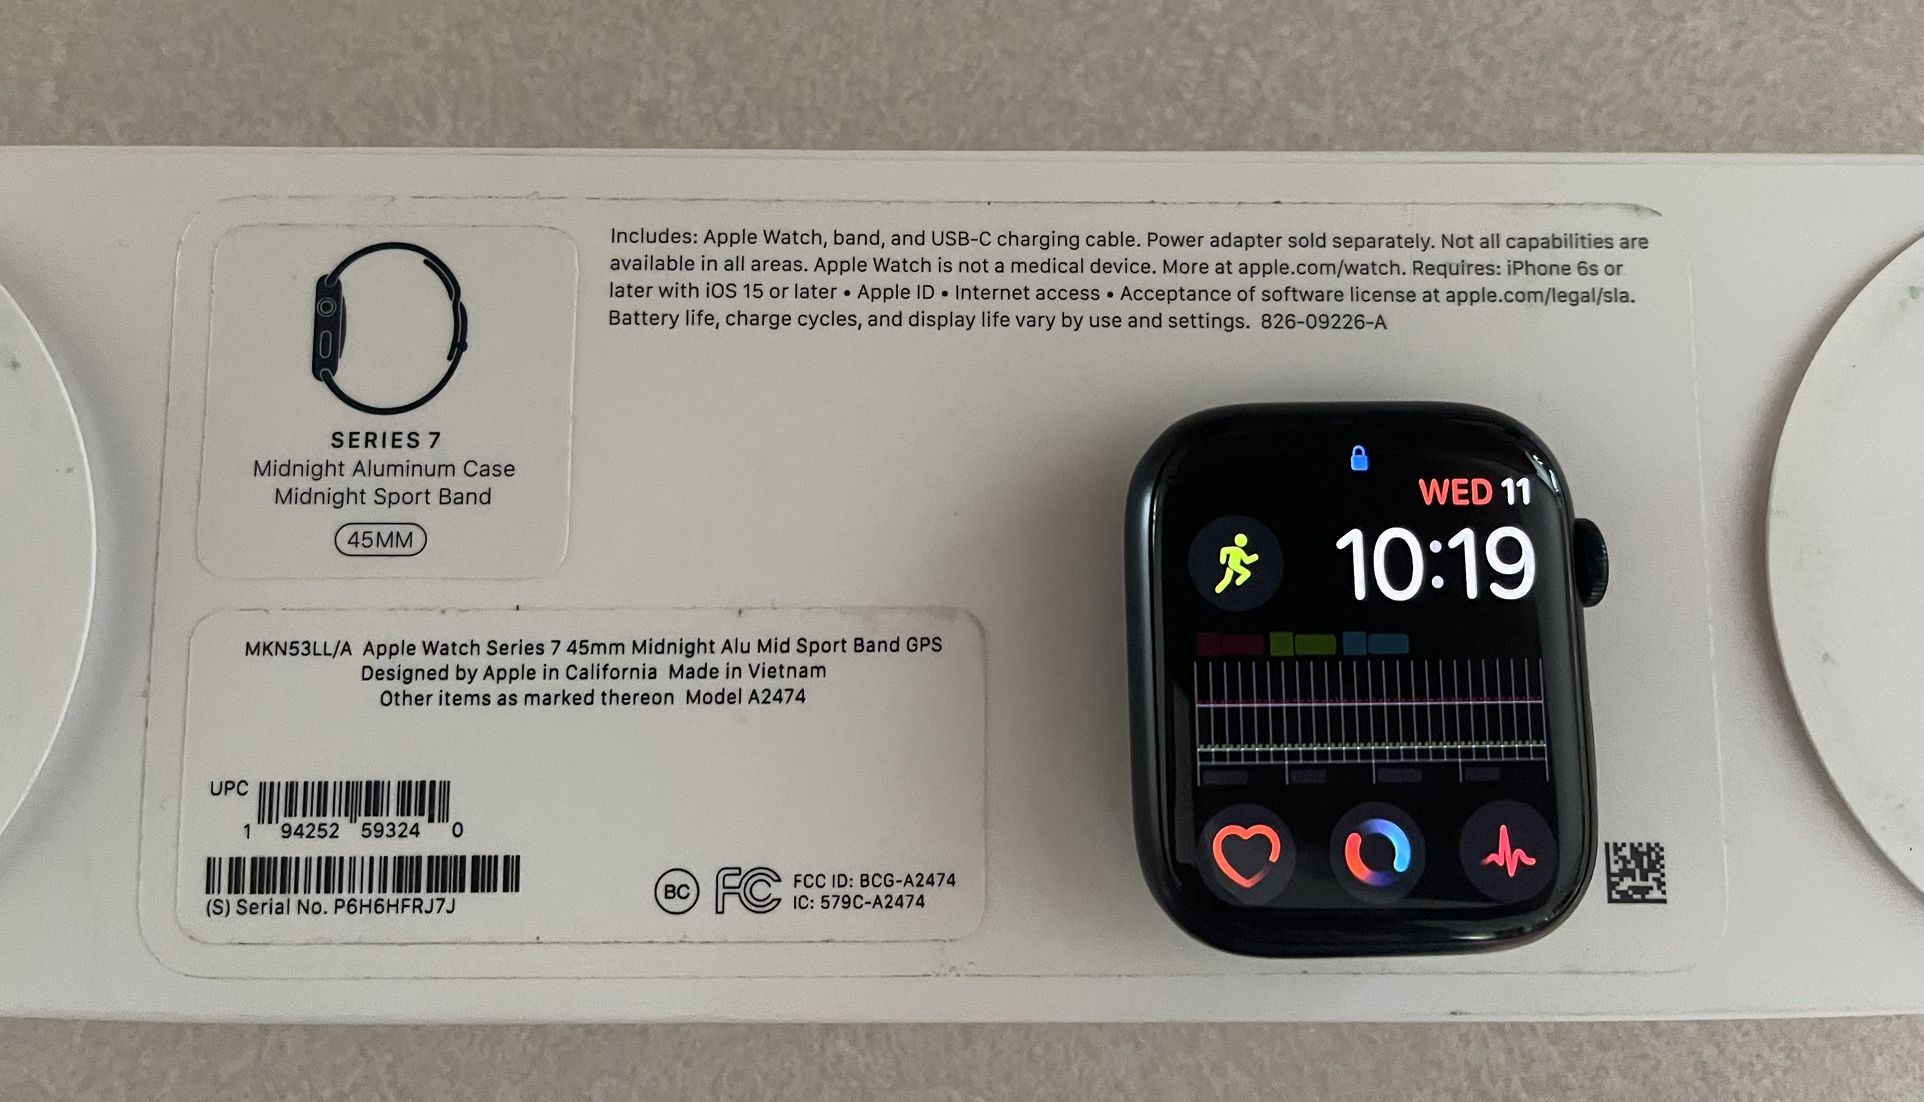 Includes: Apple Watch, band, and USB-C charging cable. Power adapter sold separately. Not all capabilities are
available in all areas. Apple Watch is not a medical device. More at apple.com/watch. Requires: iPhone 6s or
later with iOS 15 or later • Apple ID • Internet access • Acceptance of software license at apple.com/legal/sla.
Battery life, charge cycles, and display life vary by use and settings. 826-09226-A
SERIES 7
Midnight Aluminum Case
Midnight Sport Band
45MM
MKN53LL/A Apple Watch Series 7 45mm Midnight Alu Mid Sport Band GPS
Designed by Apple in California Made in Vietnam
Other items as marked thereon Model A2474
UPC
1 94252 59324 0
(S) Serial No. P6H6HFRJ7J
BC FC FCC ID: BCG-A2474
IC: 579C-A2474
WED 11
10:19